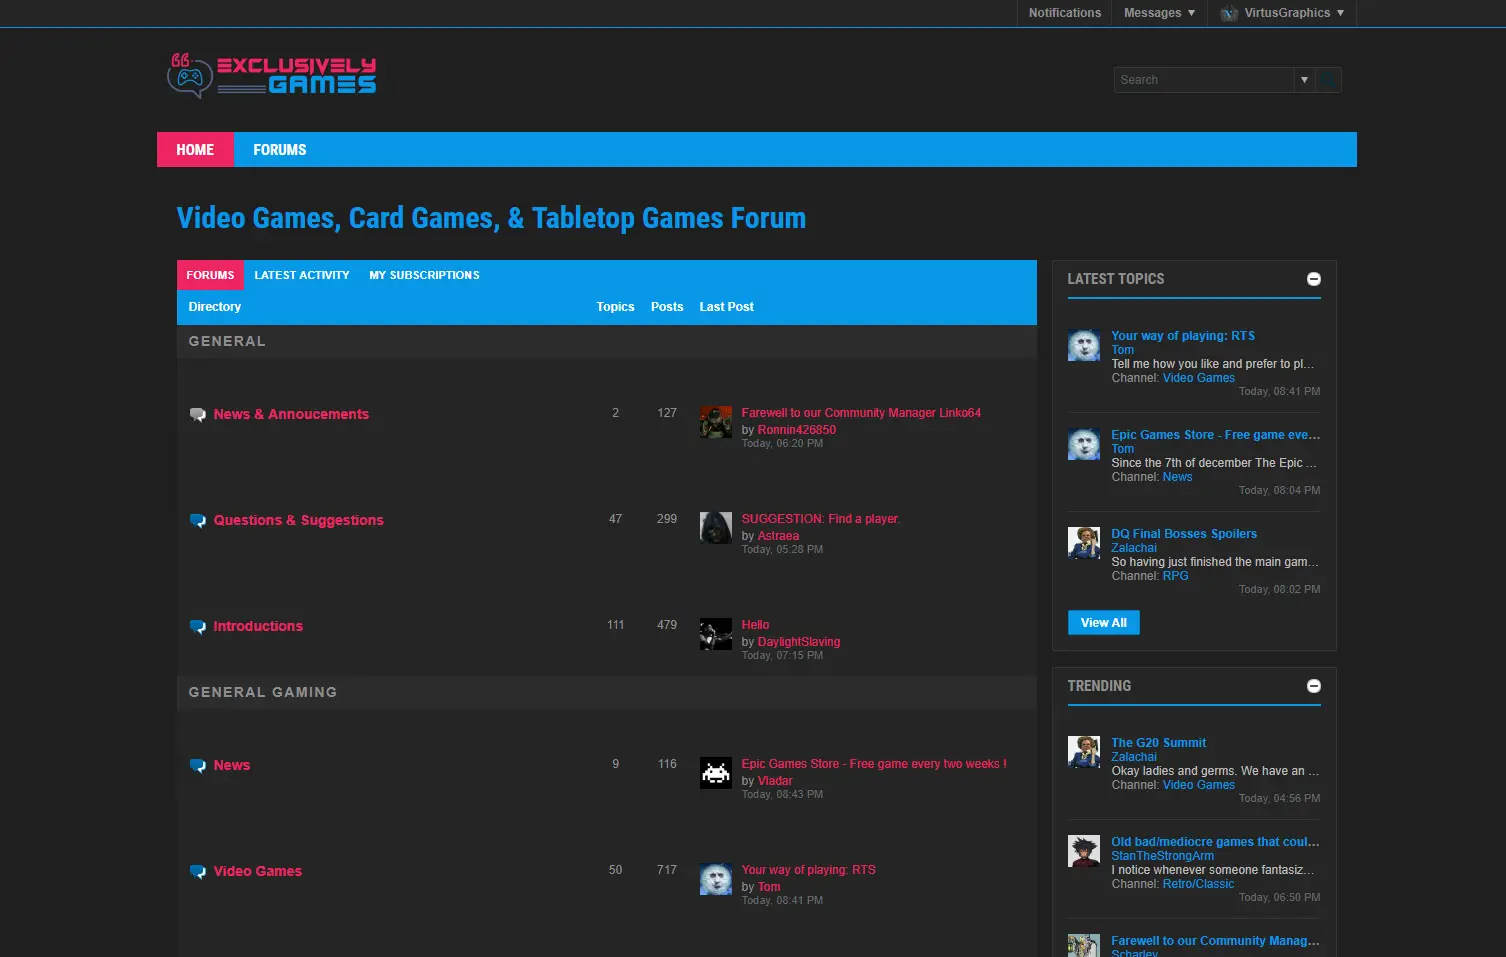 Notifications
Messages ▼
VirtusGraphics ▼
EXCLUSIVELY
GAMES
Search
HOME
FORUMS
Video Games, Card Games, & Tabletop Games Forum
FORUMS
LATEST ACTIVITY
MY SUBSCRIPTIONS
Directory
Topics
Posts
Last Post
GENERAL
News & Annoucements
2
127
Farewell to our Community Manager Linko64
by Ronnin426850
Today, 06:20 PM
Questions & Suggestions
47
299
SUGGESTION: Find a player.
by Astraea
Today, 05:28 PM
Introductions
111
479
Hello
by DaylightSlaving
Today, 07:15 PM
GENERAL GAMING
News
9
116
Epic Games Store - Free game every two weeks !
by Vladar
Today, 08:43 PM
Video Games
50
717
Your way of playing: RTS
by Tom
Today, 08:41 PM
LATEST TOPICS
Your way of playing: RTS
Tom
Tell me how you like and prefer to pl...
Channel: Video Games
Today, 08:41 PM
Epic Games Store - Free game eve...
Tom
Since the 7th of december The Epic ...
Channel: News
Today, 08:04 PM
DQ Final Bosses Spoilers
Zalachai
So having just finished the main gam...
Channel: RPG
Today, 08:02 PM
View All
TRENDING
The G20 Summit
Zalachai
Okay ladies and germs. We have an ...
Channel: Video Games
Today, 04:56 PM
Old bad/mediocre games that coul...
StanTheStrongArm
I notice whenever someone fantasiz...
Channel: Retro/Classic
Today, 06:50 PM
Farewell to our Community Manag...
Scharley